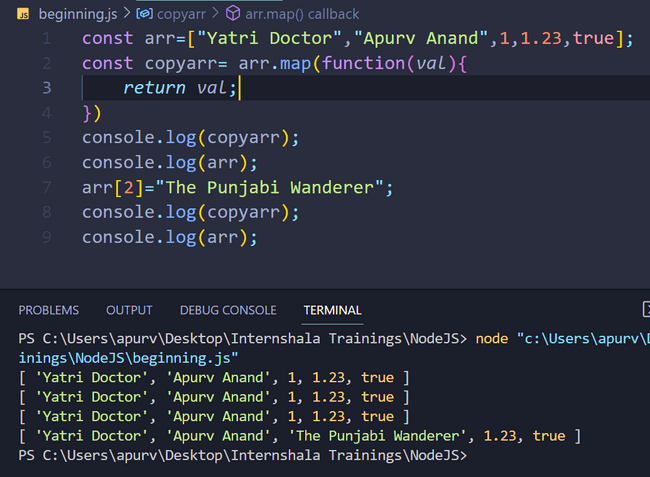 JS beginning.js > copyarr > arr.map() callback
1 const arr=["Yatri Doctor","Apurv Anand",1,1.23,true];
2 const copyarr= arr.map(function(val){
3     return val;
4 })
5 console.log(copyarr);
6 console.log(arr);
7 arr[2]="The Punjabi Wanderer";
8 console.log(copyarr);
9 console.log(arr);
PROBLEMS OUTPUT DEBUG CONSOLE TERMINAL
PS C:\Users\apurv\Desktop\Internshala Trainings\NodeJS> node "c:\Users\apurv\
inings\NodeJS\beginning.js"
[ 'Yatri Doctor', 'Apurv Anand', 1, 1.23, true ]
[ 'Yatri Doctor', 'Apurv Anand', 1, 1.23, true ]
[ 'Yatri Doctor', 'Apurv Anand', 1, 1.23, true ]
[ 'Yatri Doctor', 'Apurv Anand', 'The Punjabi Wanderer', 1.23, true ]
PS C:\Users\apurv\Desktop\Internshala Trainings\NodeJS>